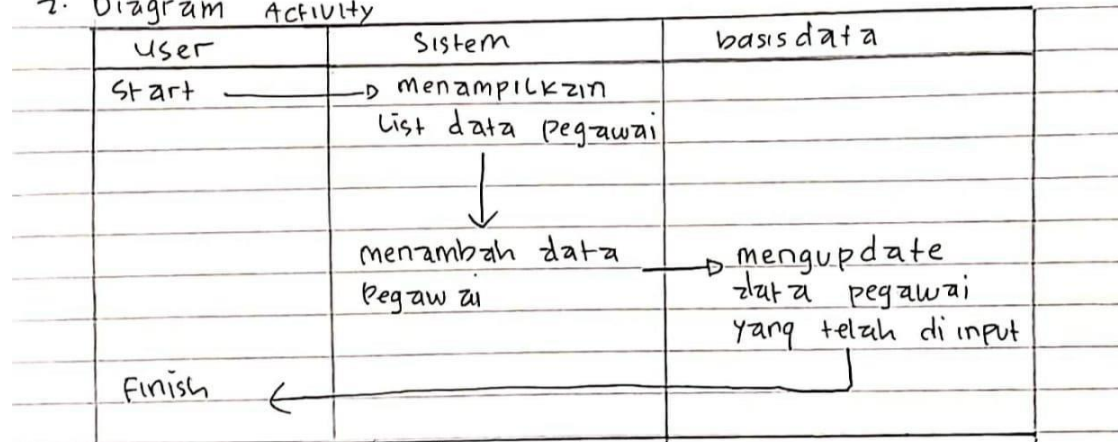 2. Diagram Activity
user Sistem basis data
Start menampilkan
List data pegawai
menambah data mengupdate
Pegawai data pegawai
yang telah di input
Finish